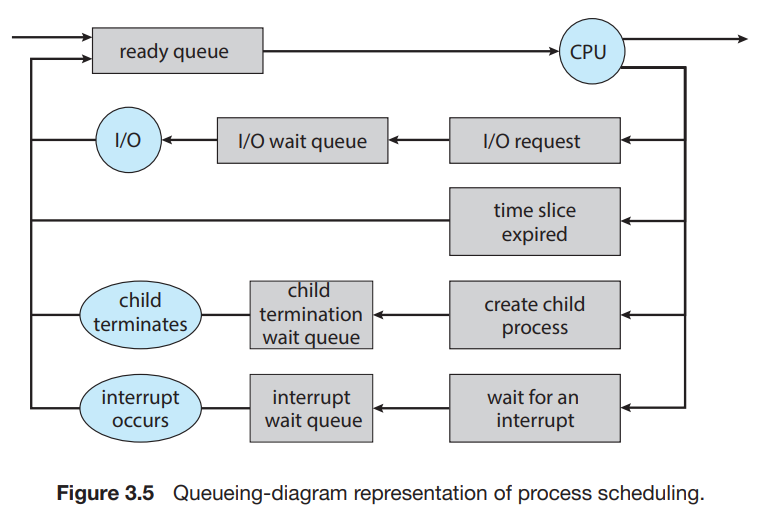 ready queue
CPU
I/O
I/O wait queue
I/O request
time slice
expired
child
terminates
child
termination
wait queue
create child
process
interrupt
occurs
interrupt
wait queue
wait for an
interrupt
Figure 3.5 Queueing-diagram representation of process scheduling.